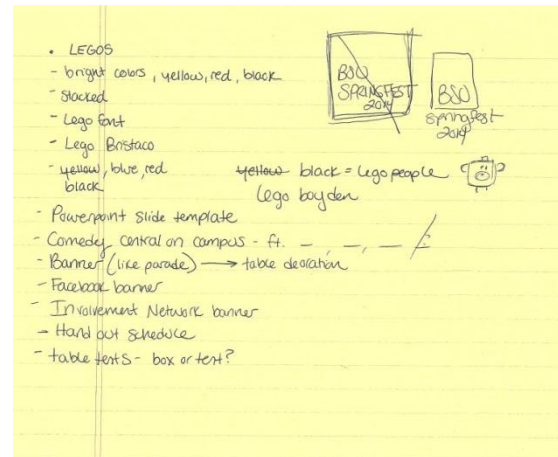 • LEGOS
- bright colors, yellow, red, black
- Stacked
- Lego font
- Lego Bristaco
- yellow, blue, red
black
BSU
SPRINGFEST
2014
BSU
Springfest
2014
yellow black = lego people
lego boyden
- Powerpoint slide template
- Comedy central on campus - ft. —, —, —
- Banner (like parade) → table decoration
- Facebook banner
- Involvement Network banner
- Hand out schedule
- table tents - box or tent?